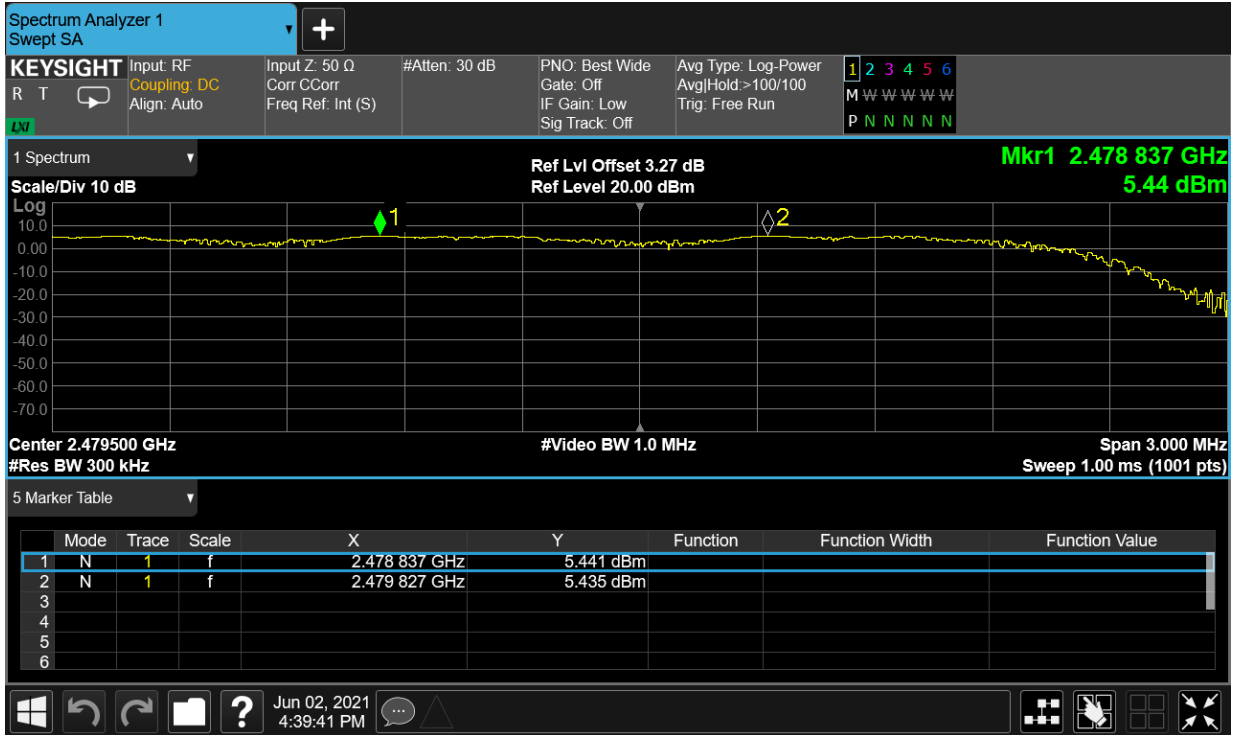 Spectrum Analyzer 1
Swept SA
+
KEYSIGHT Input: RF Input Z: 50 Ω #Atten: 30 dB PNO: Best Wide Avg Type: Log-Power 1 2 3 4 5 6
R T Coupling: DC Corr CCorr Gate: Off Avg|Hold:>100/100 M W W W W W
Align: Auto Freq Ref: Int (S) IF Gain: Low Trig: Free Run
LXI Sig Track: Off P N N N N N
1 Spectrum Ref Lvl Offset 3.27 dB Mkr1 2.478 837 GHz
Scale/Div 10 dB Ref Level 20.00 dBm 5.44 dBm
Log
1 2
10.0
0.00
-10.0
-20.0
-30.0
-40.0
-50.0
-60.0
-70.0
Center 2.479500 GHz #Video BW 1.0 MHz Span 3.000 MHz
#Res BW 300 kHz Sweep 1.00 ms (1001 pts)
5 Marker Table
Mode Trace Scale X Y Function Function Width Function Value
1 N 1 f 2.478 837 GHz 5.441 dBm
2 N 1 f 2.479 827 GHz 5.435 dBm
3
4
5
6
? Jun 02, 2021
4:39:41 PM